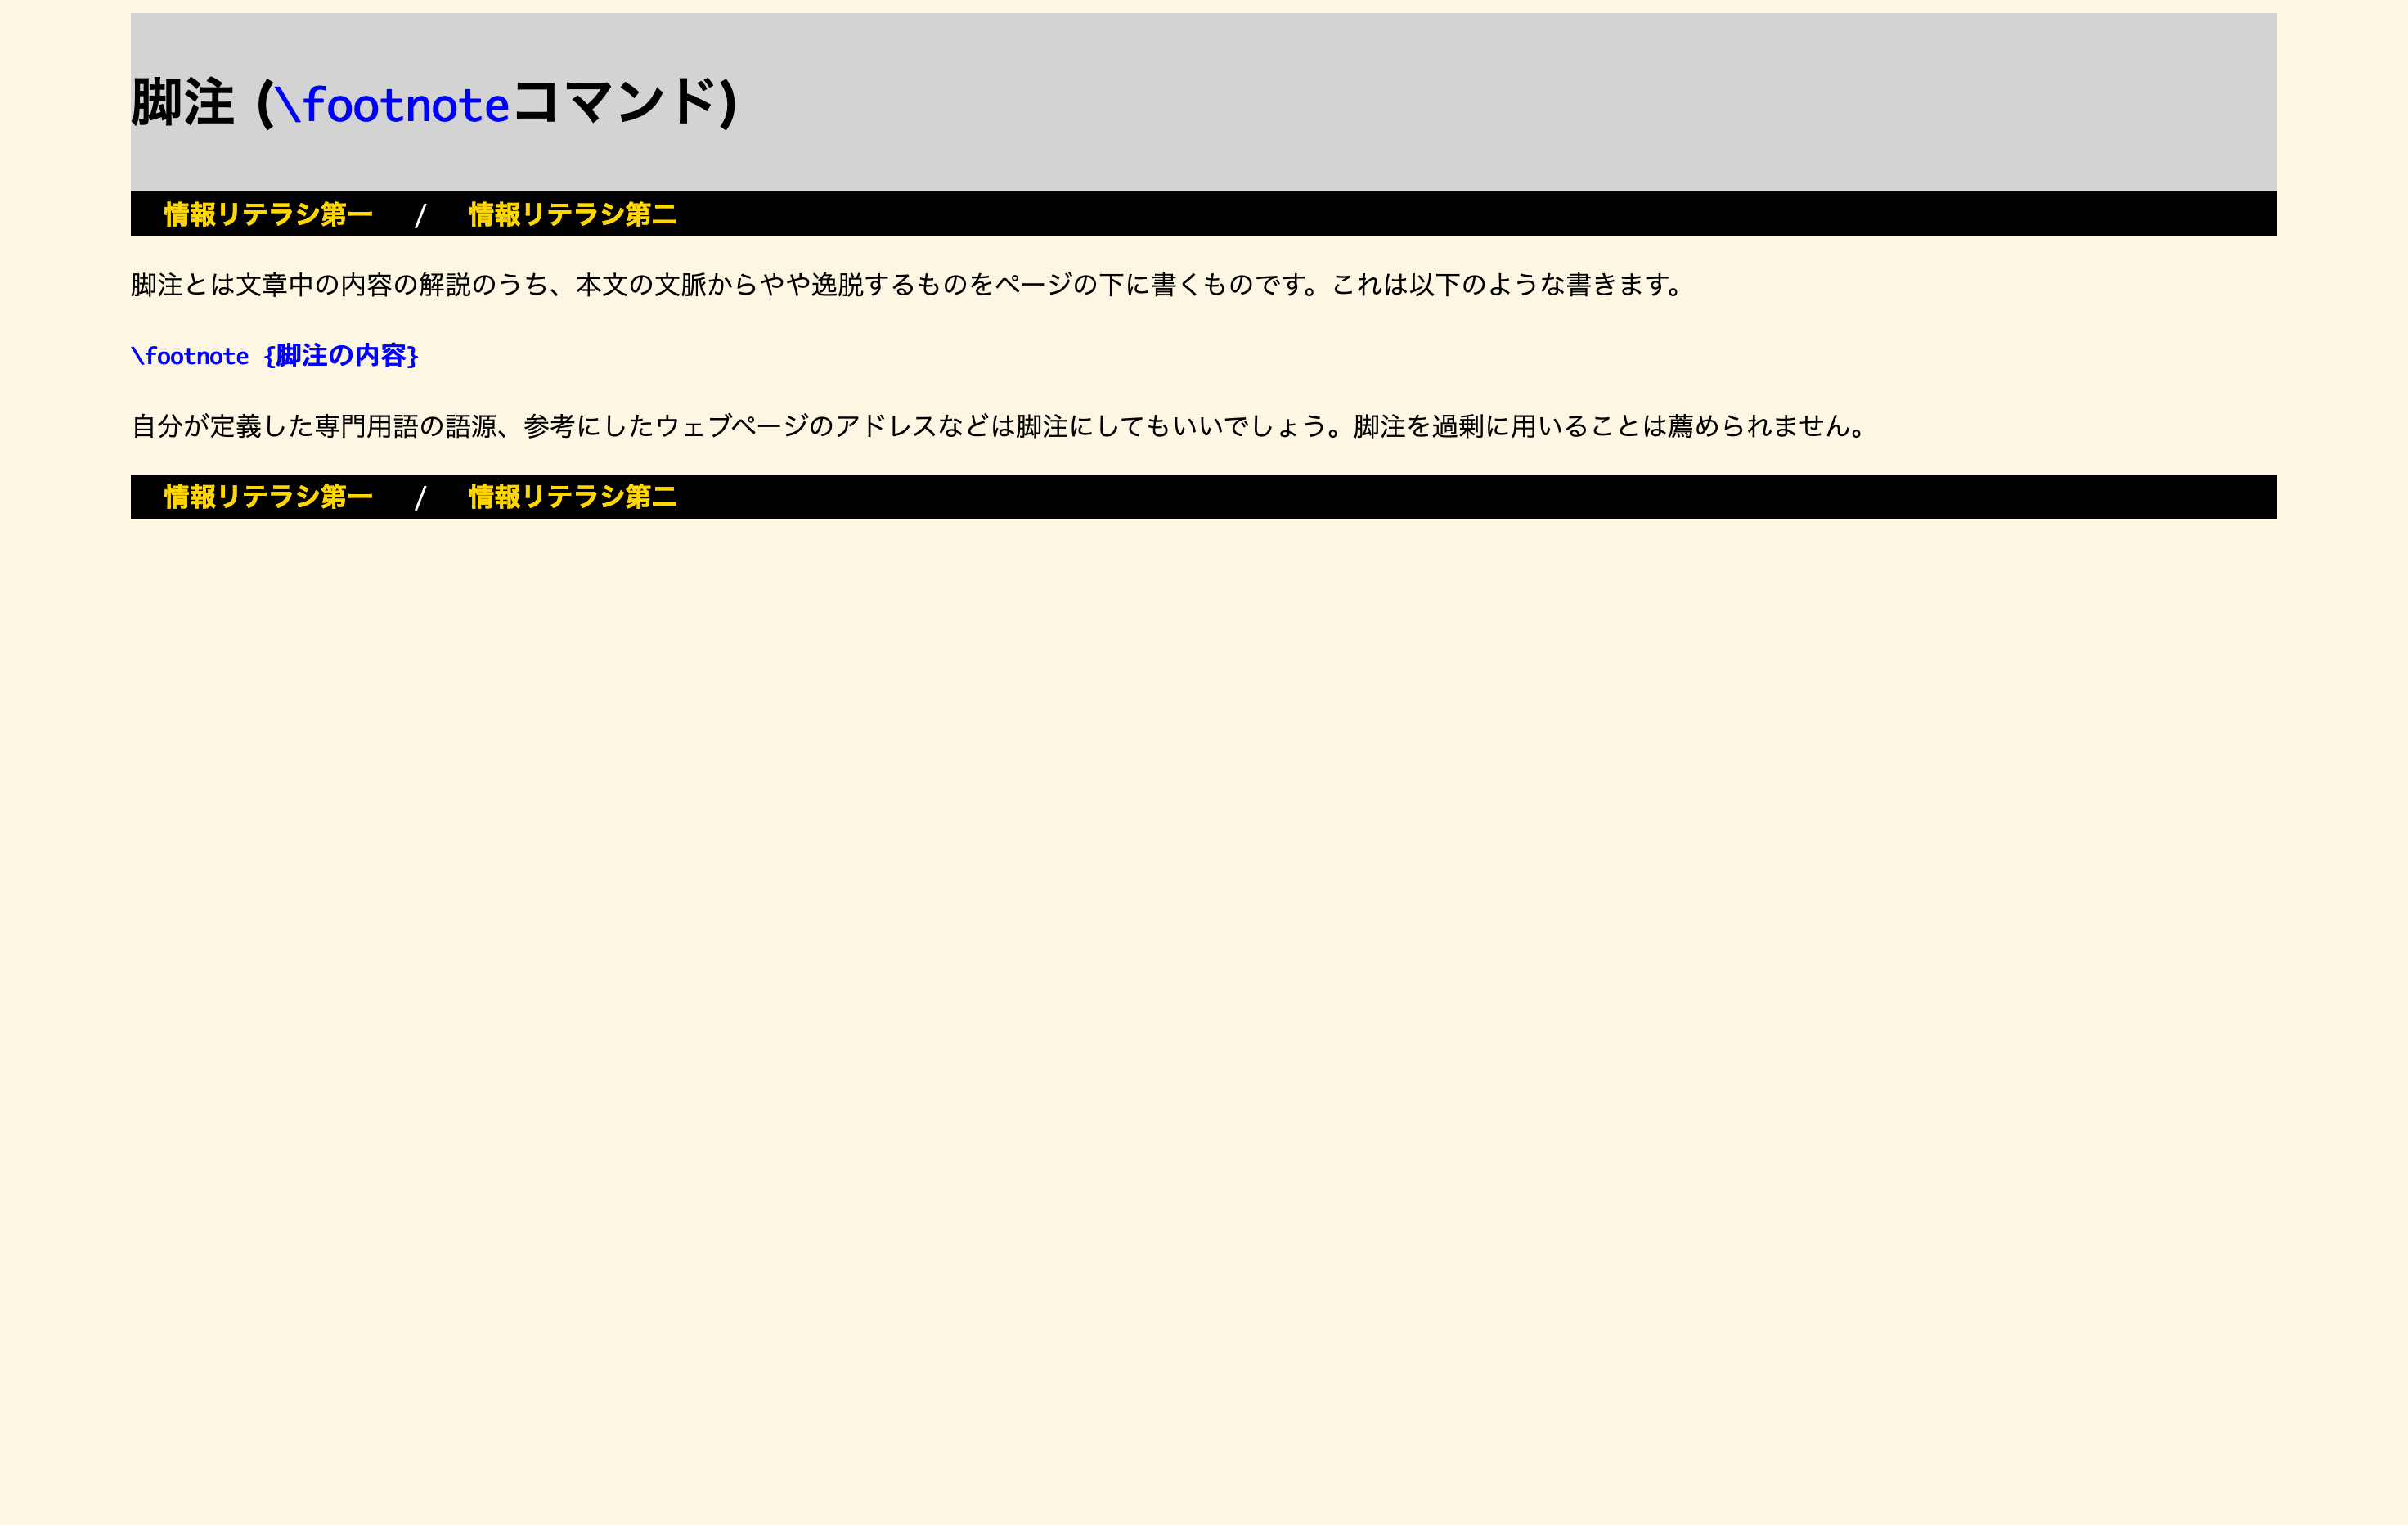 脚注 (\footnoteコマンド)
情報リテラシ第一 / 情報リテラシ第二
脚注とは文章中の内容の解説のうち、本文の文脈からやや逸脱するものをページの下に書くものです。これは以下のような書きます。
\footnote {脚注の内容}
自分が定義した専門用語の語源、参考にしたウェブページのアドレスなどは脚注にしてもいいでしょう。脚注を過剰に用いることは薦められません。
情報リテラシ第一 / 情報リテラシ第二